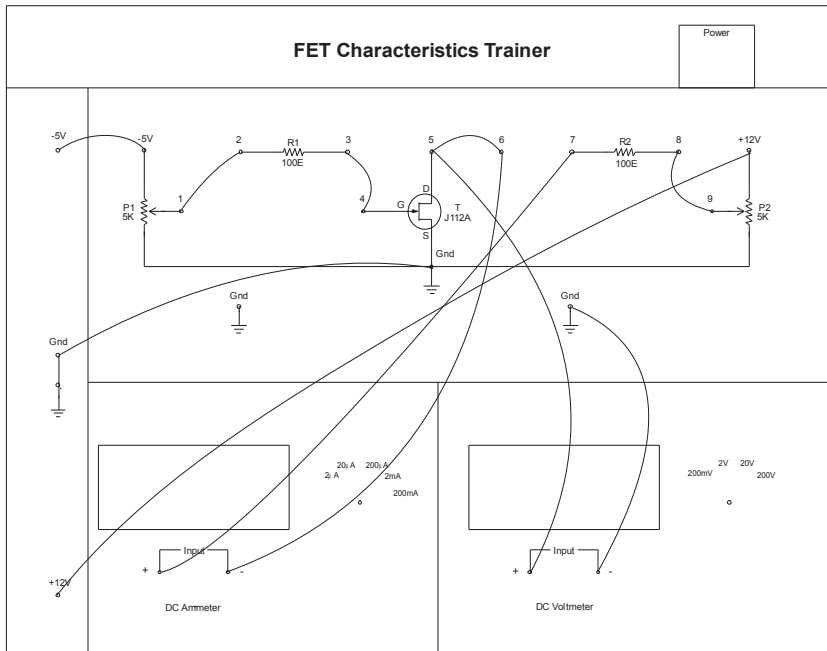 FET Characteristics Trainer
Power
-5V
-5V
2
R1
100E
3
5
6
7
R2
100E
8
+12V
1
P1
5K
4
G
D
S
T
J112A
9
P2
5K
Gnd
Gnd
Gnd
Gnd
2µA
20µA
200µA
2mA
200mA
200mV
2V
20V
200V
Input
+
-
Input
+
-
+12V
DC Ammeter
DC Voltmeter